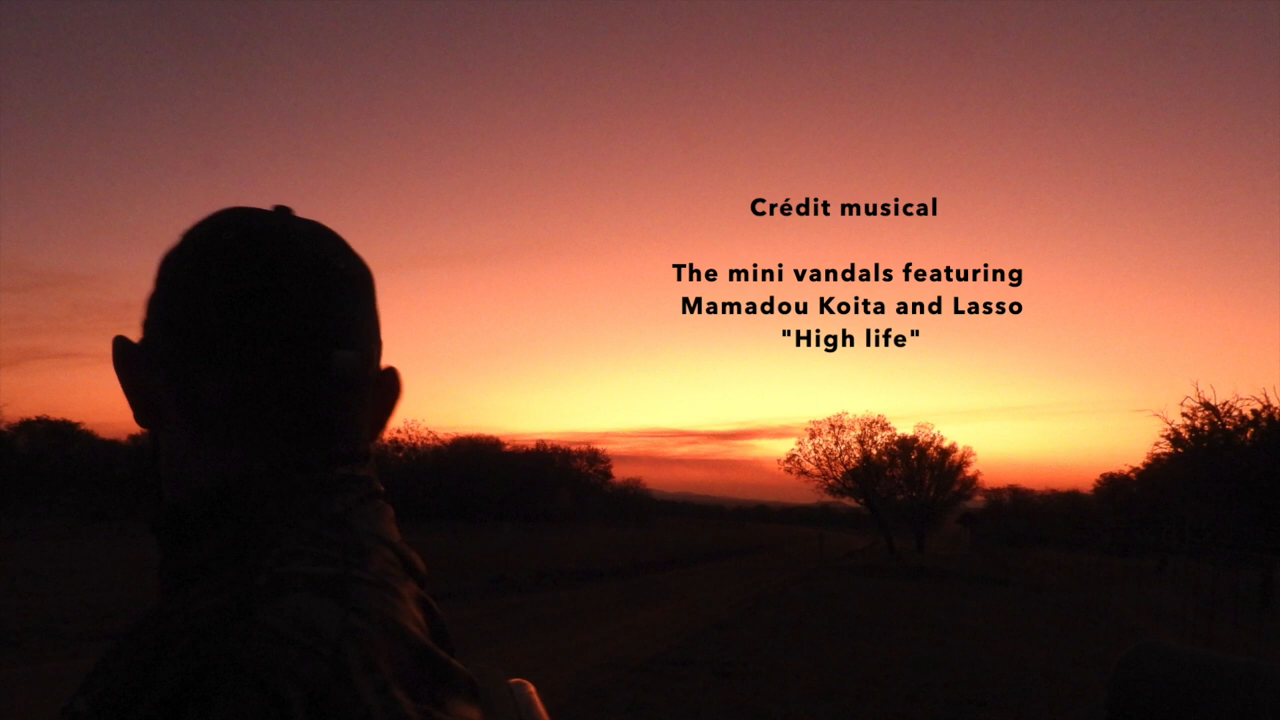 Crédit musical
The mini vandals featuring
Mamadou Koita and Lasso
"High life"